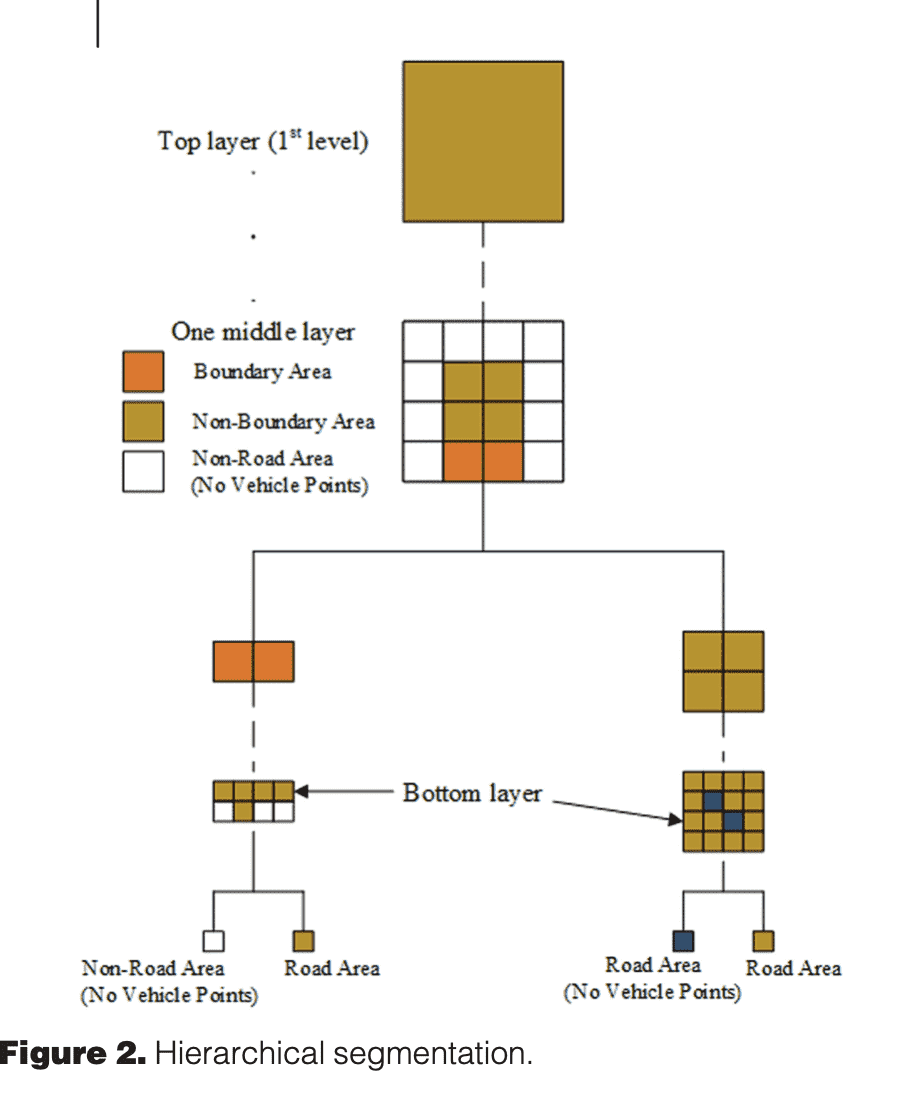 Top layer (1st level)
One middle layer
Boundary Area
Non-Boundary Area
Non-Road Area
(No Vehicle Points)
Bottom layer
Non-Road Area
(No Vehicle Points)
Road Area
Road Area
(No Vehicle Points)
Road Area
Figure 2. Hierarchical segmentation.